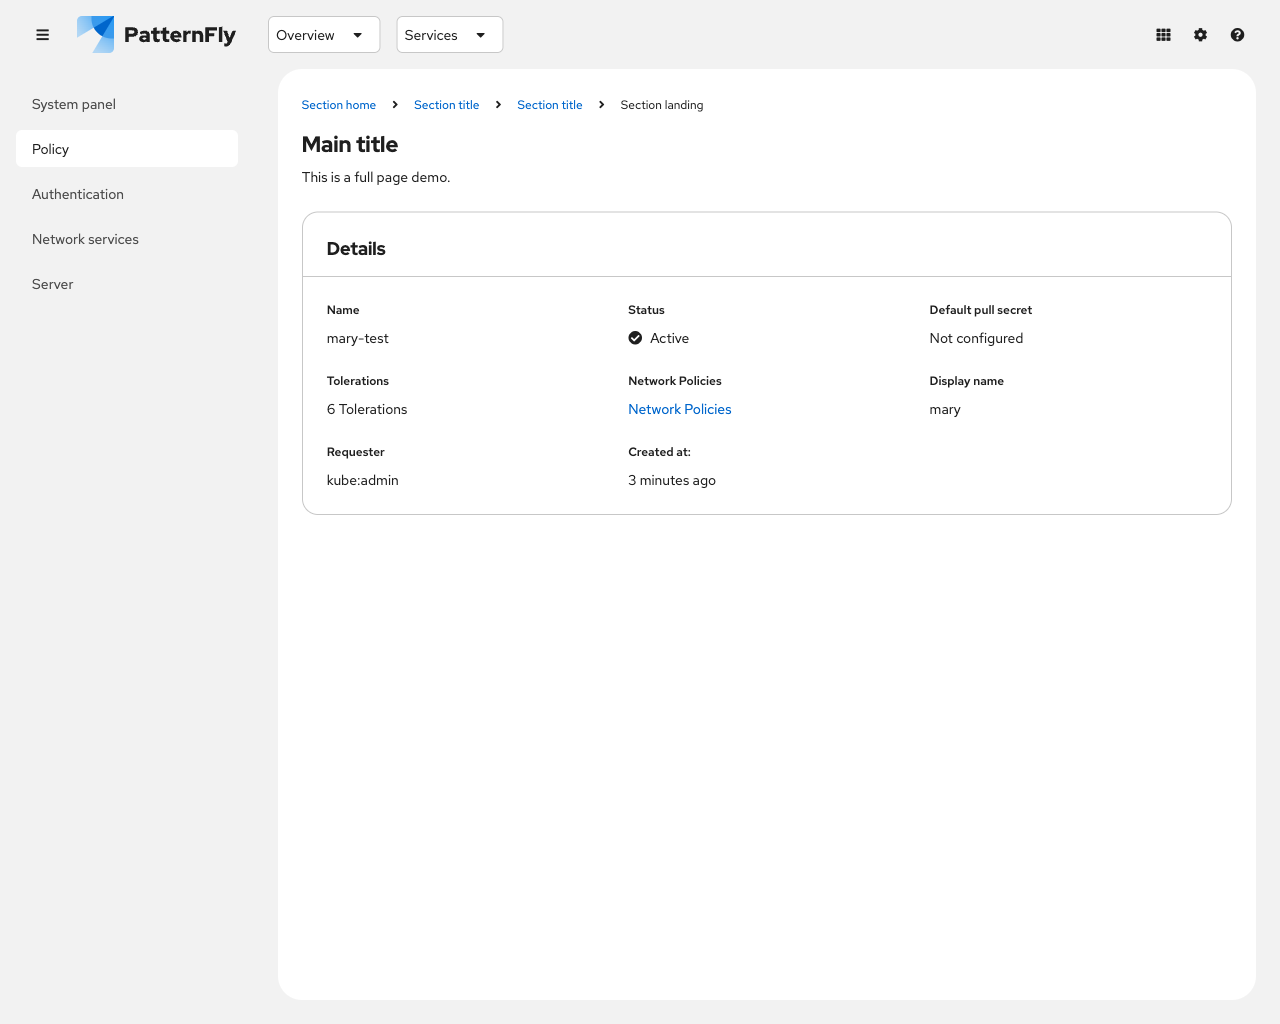 PatternFly
Overview
Services
System panel
Policy
Authentication
Network services
Server
Section home
Section title
Section title
Section landing
Main title
This is a full page demo.
Details
Name
mary-test
Status
Active
Default pull secret
Not configured
Tolerations
6 Tolerations
Network Policies
Network Policies
Display name
mary
Requester
kube:admin
Created at:
3 minutes ago